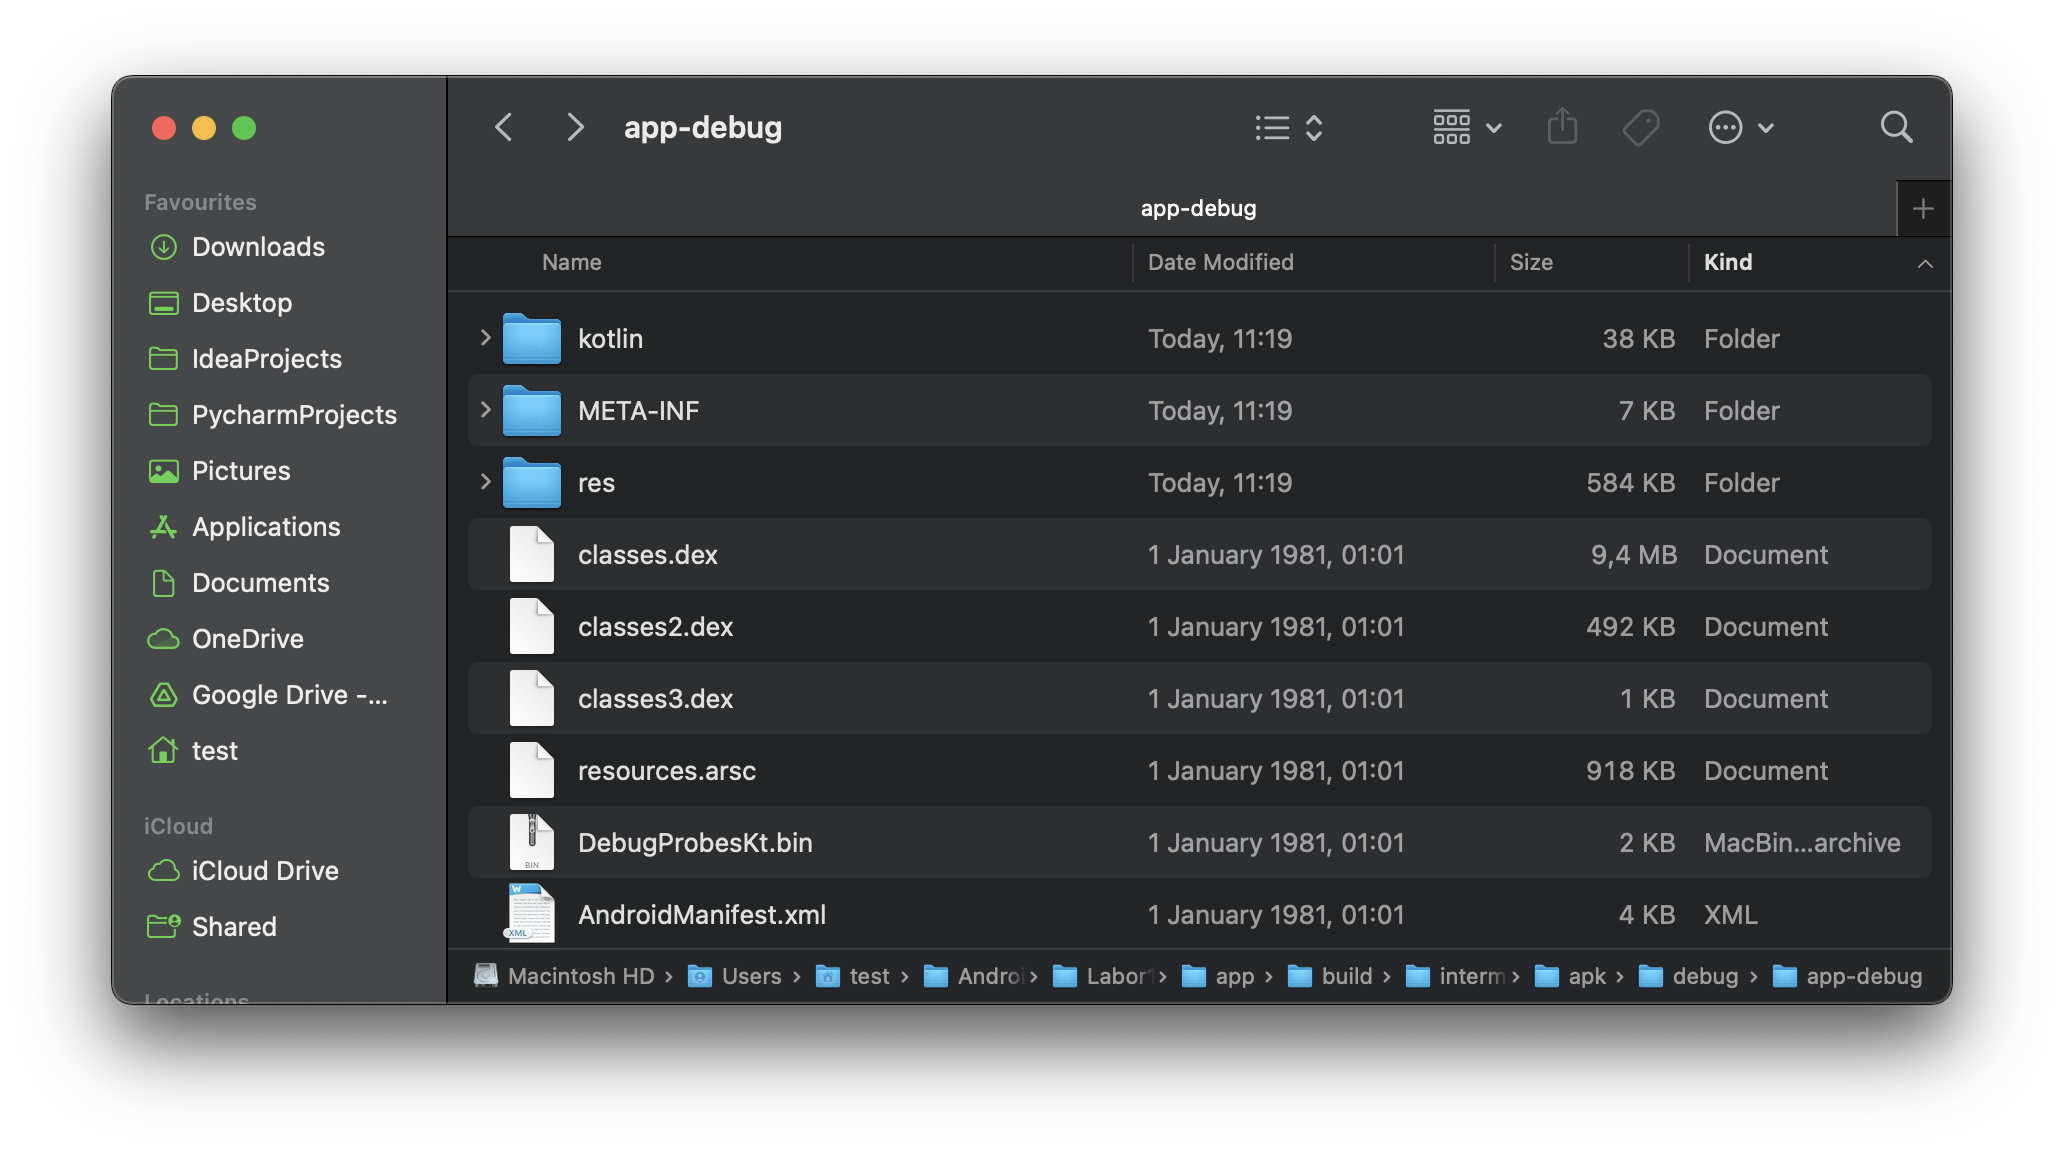 app-debug
Favourites
Downloads
Desktop
IdeaProjects
PycharmProjects
Pictures
Applications
Documents
OneDrive
Google Drive -...
test
iCloud
iCloud Drive
Shared
Locations
app-debug
Name Date Modified Size Kind
kotlin Today, 11:19 38 KB Folder
META-INF Today, 11:19 7 KB Folder
res Today, 11:19 584 KB Folder
classes.dex 1 January 1981, 01:01 9,4 MB Document
classes2.dex 1 January 1981, 01:01 492 KB Document
classes3.dex 1 January 1981, 01:01 1 KB Document
resources.arsc 1 January 1981, 01:01 918 KB Document
BIN
DebugProbesKt.bin 1 January 1981, 01:01 2 KB MacBin...archive
W
XML
AndroidManifest.xml 1 January 1981, 01:01 4 KB XML
Macintosh HD › Users › test › Androi › Labor › app › build › interm › apk › debug › app-debug